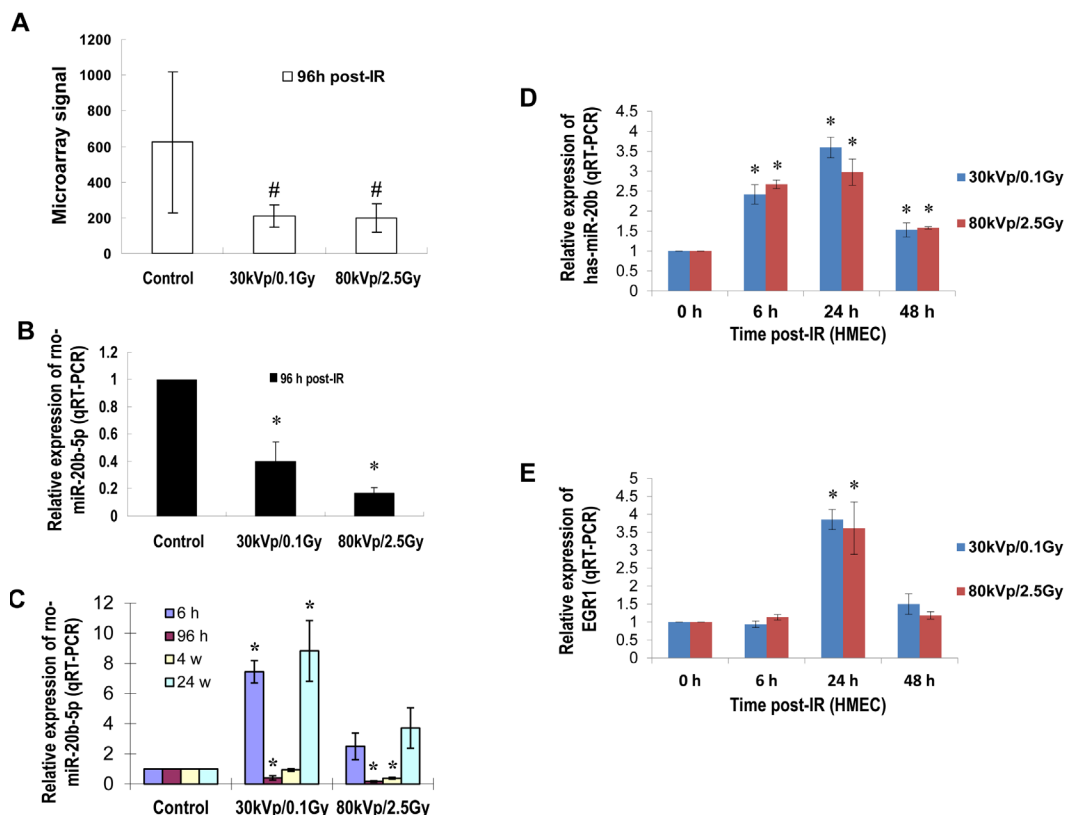 A
1200
1000
800
600
400
200
0
Microarray signal
96h post-IR
#
#
Control
30kVp/0.1Gy
80kVp/2.5Gy
B
1.2
1
0.8
0.6
0.4
0.2
0
Relative expression of rno-
miR-20b-5p (qRT-PCR)
96 h post-IR
*
*
Control
30kVp/0.1Gy
80kVp/2.5Gy
C
12
10
8
6
4
2
0
Relative expression of rno-
miR-20b-5p (qRT-PCR)
6 h
96 h
4 w
24 w
*
*
*
*
*
Control
30kVp/0.1Gy
80kVp/2.5Gy
D
4.5
4
3.5
3
2.5
2
1.5
1
0.5
0
Relative expression of
has-miR-20b (qRT-PCR)
*
*
*
*
*
*
30kVp/0.1Gy
80kVp/2.5Gy
0 h
6 h
24 h
48 h
Time post-IR (HMEC)
E
5
4.5
4
3.5
3
2.5
2
1.5
1
0.5
0
Relative expression of
EGR1 (qRT-PCR)
*
*
30kVp/0.1Gy
80kVp/2.5Gy
0 h
6 h
24 h
48 h
Time post-IR (HMEC)